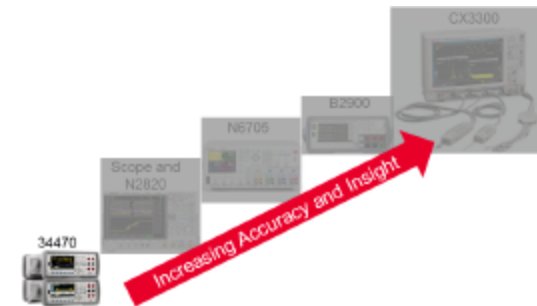 CX3300
B2900
N6705
Scope and
N2820
34470
Increasing Accuracy and Insight